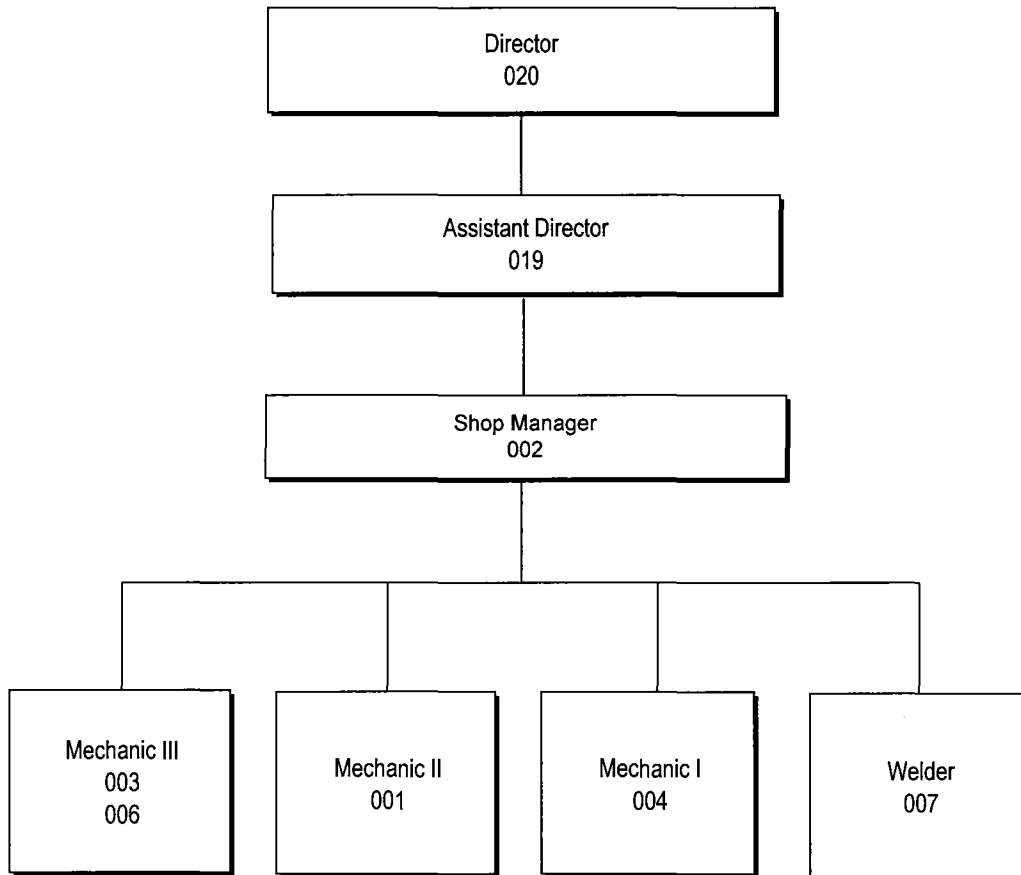 Director
020
Assistant Director
019
Shop Manager
002
Mechanic III
003
006
Mechanic II
001
Mechanic I
004
Welder
007